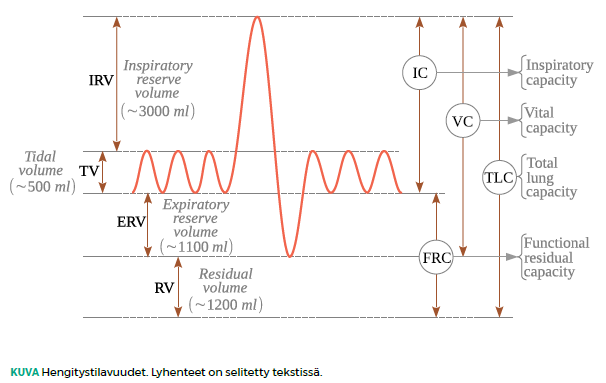 IRV
Inspiratory
reserve
volume
(~3000 ml)
Tidal
volume
(~500 ml)
TV
ERV
Expiratory
reserve
volume
(~1100 ml)
RV
Residual
volume
(~1200 ml)
IC
Inspiratory
capacity
VC
Vital
capacity
TLC
Total
lung
capacity
FRC
Functional
residual
capacity
KUVA Hengitystilavuudet. Lyhenteet on selitetty tekstissä.